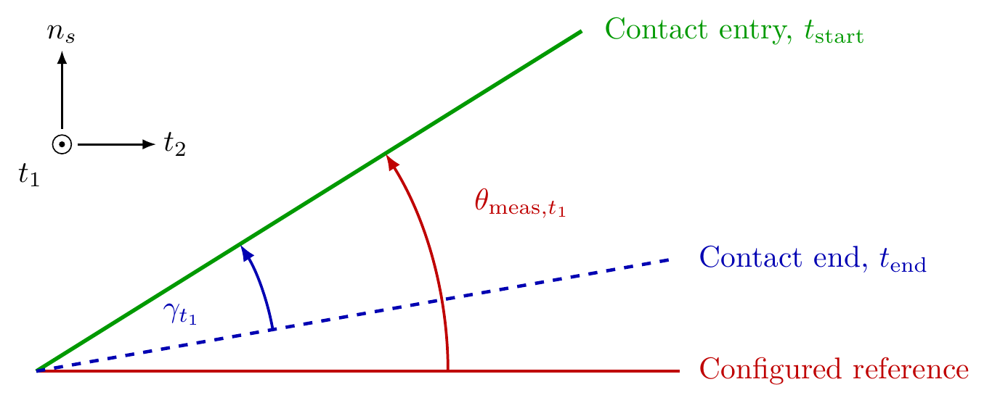 n_s
Contact entry, t_start
t_2
t_1
θ_meas,t_1
Contact end, t_end
γ_t_1
Configured reference